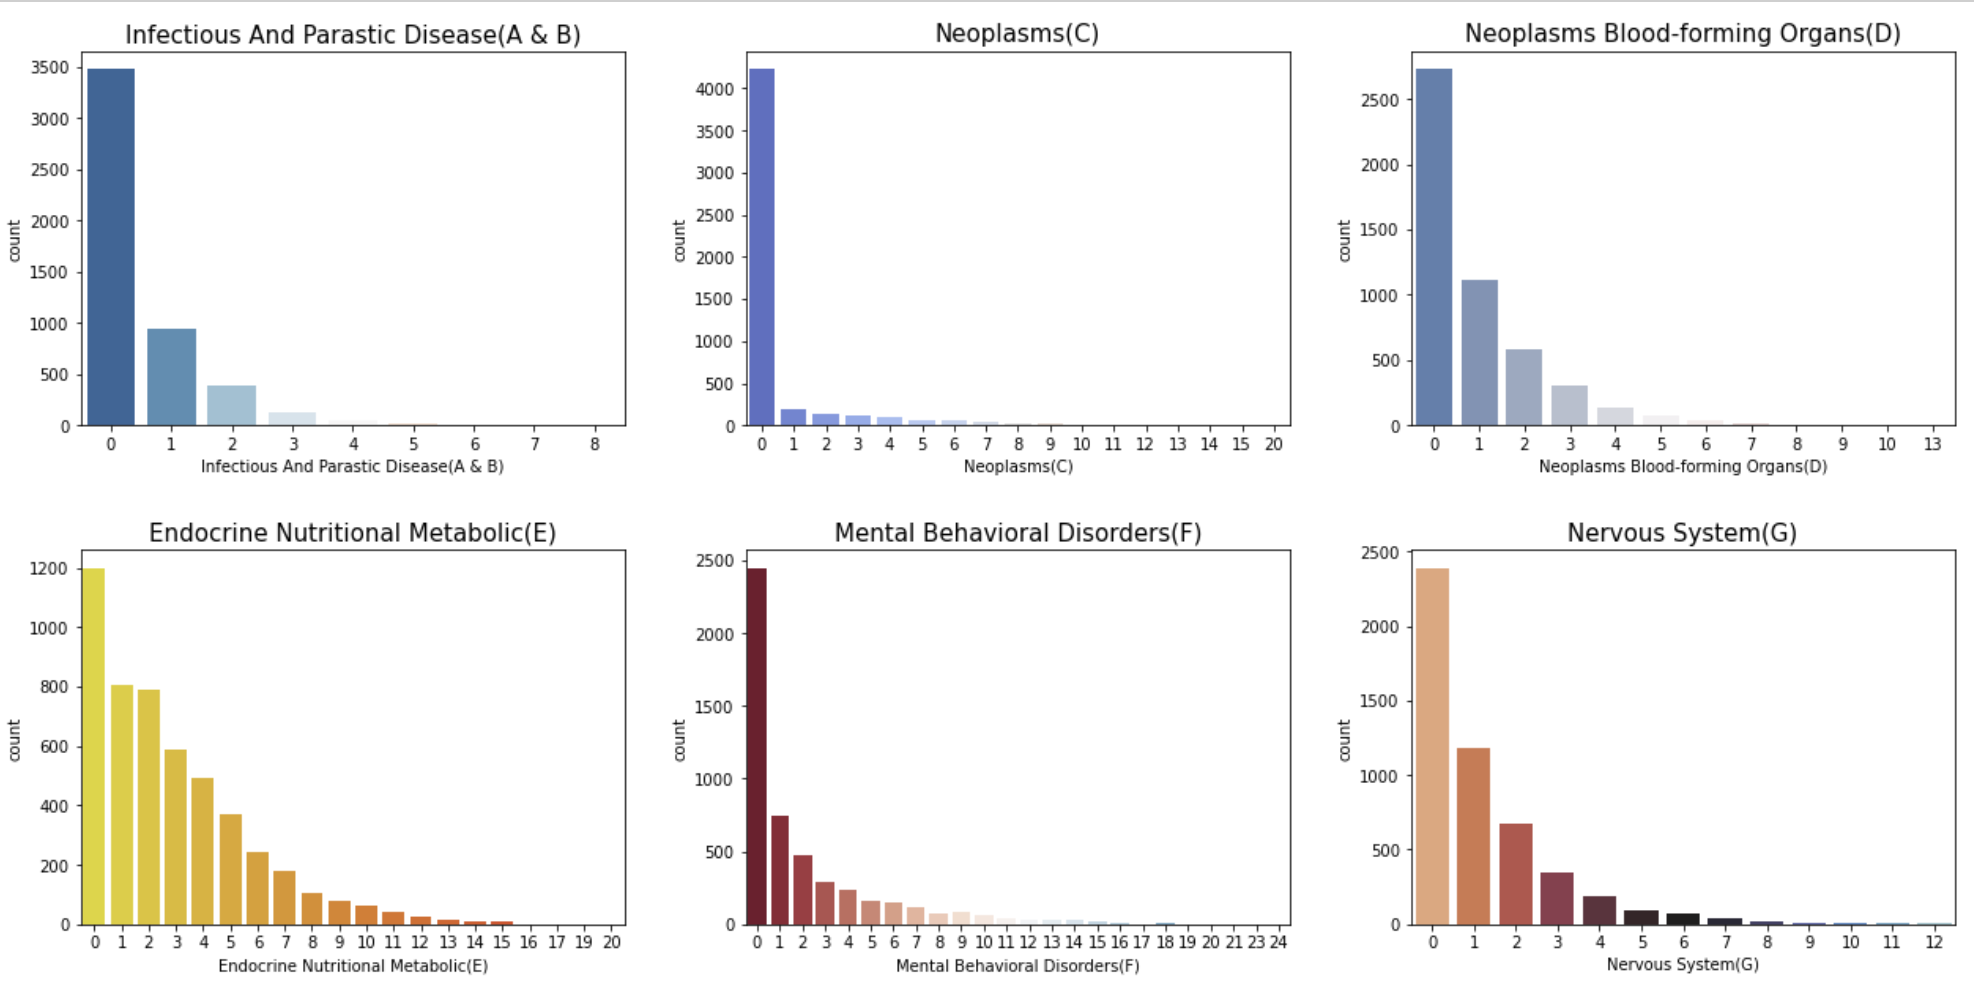 Infectious And Parastic Disease(A & B)
3500
3000
2500
2000
1500
1000
500
0
count
0 1 2 3 4 5 6 7 8
Infectious And Parastic Disease(A & B)
Neoplasms(C)
4000
3500
3000
2500
2000
1500
1000
500
0
count
0 1 2 3 4 5 6 7 8 9 10 11 12 13 14 15 20
Neoplasms(C)
Neoplasms Blood-forming Organs(D)
2500
2000
1500
1000
500
0
count
0 1 2 3 4 5 6 7 8 9 10 13
Neoplasms Blood-forming Organs(D)
Endocrine Nutritional Metabolic(E)
1200
1000
800
600
400
200
0
count
0 1 2 3 4 5 6 7 8 9 10 11 12 13 14 15 16 17 19 20
Endocrine Nutritional Metabolic(E)
Mental Behavioral Disorders(F)
2500
2000
1500
1000
500
0
count
0 1 2 3 4 5 6 7 8 9 10 11 12 13 14 15 16 17 18 19 20 21 23 24
Mental Behavioral Disorders(F)
Nervous System(G)
2500
2000
1500
1000
500
0
count
0 1 2 3 4 5 6 7 8 9 10 11 12
Nervous System(G)